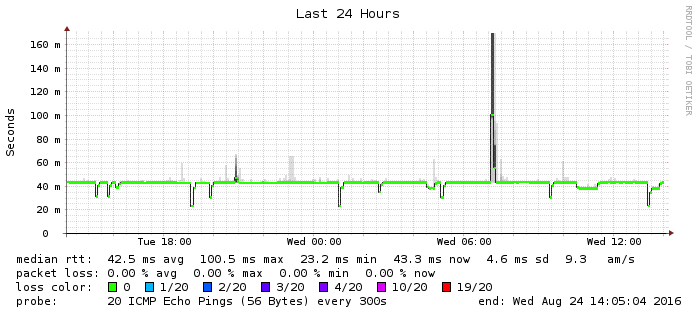 Last 24 Hours
RRDTOOL / TOBI OETIKER
Seconds
160 m
140 m
120 m
100 m
80 m
60 m
40 m
20 m
0
Tue 18:00 Wed 00:00 Wed 06:00 Wed 12:00
median rtt: 42.5 ms avg 100.5 ms max 23.2 ms min 43.3 ms now 4.6 ms sd 9.3 am/s
packet loss: 0.00 % avg 0.00 % max 0.00 % min 0.00 % now
loss color: 0 1/20 2/20 3/20 4/20 10/20 19/20
probe: 20 ICMP Echo Pings (56 Bytes) every 300s end: Wed Aug 24 14:05:04 2016